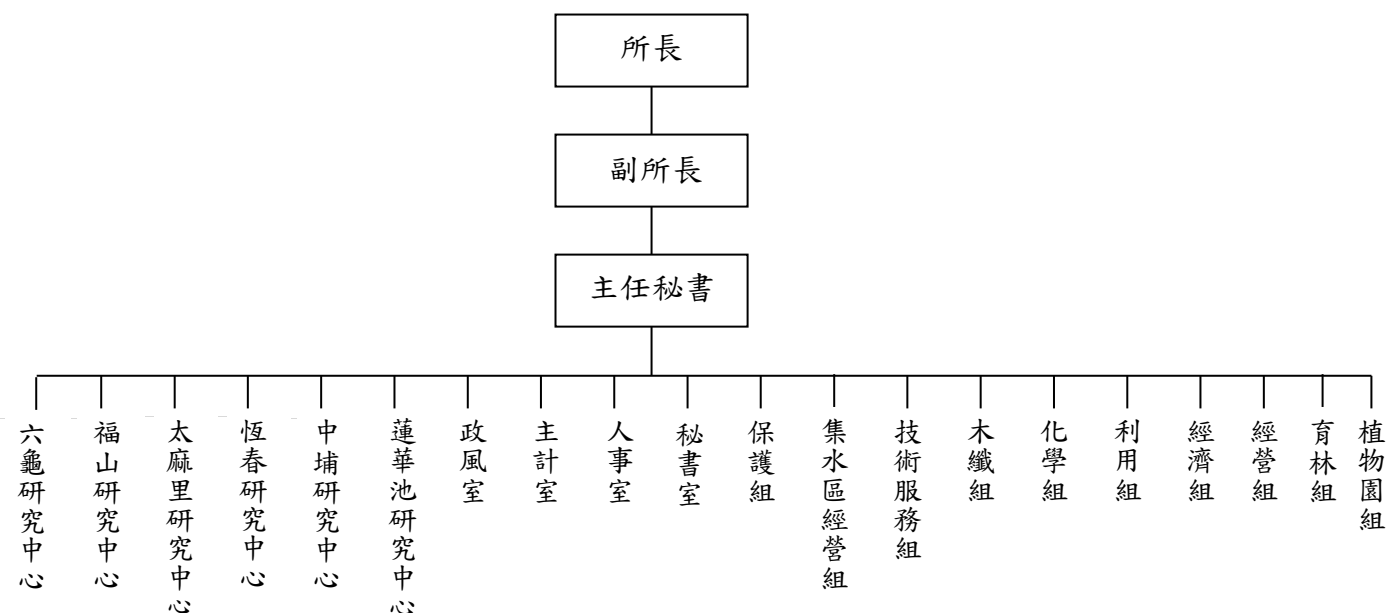 所長
副所長
主任秘書
六龜研究中心
福山研究中心
太麻里研究中心
恆春研究中心
中埔研究中心
蓮華池研究中心
政風室
主計室
人事室
秘書室
保護組
集水區經營組
技術服務組
木纖組
化學組
利用組
經濟組
經營組
育林組
植物園組